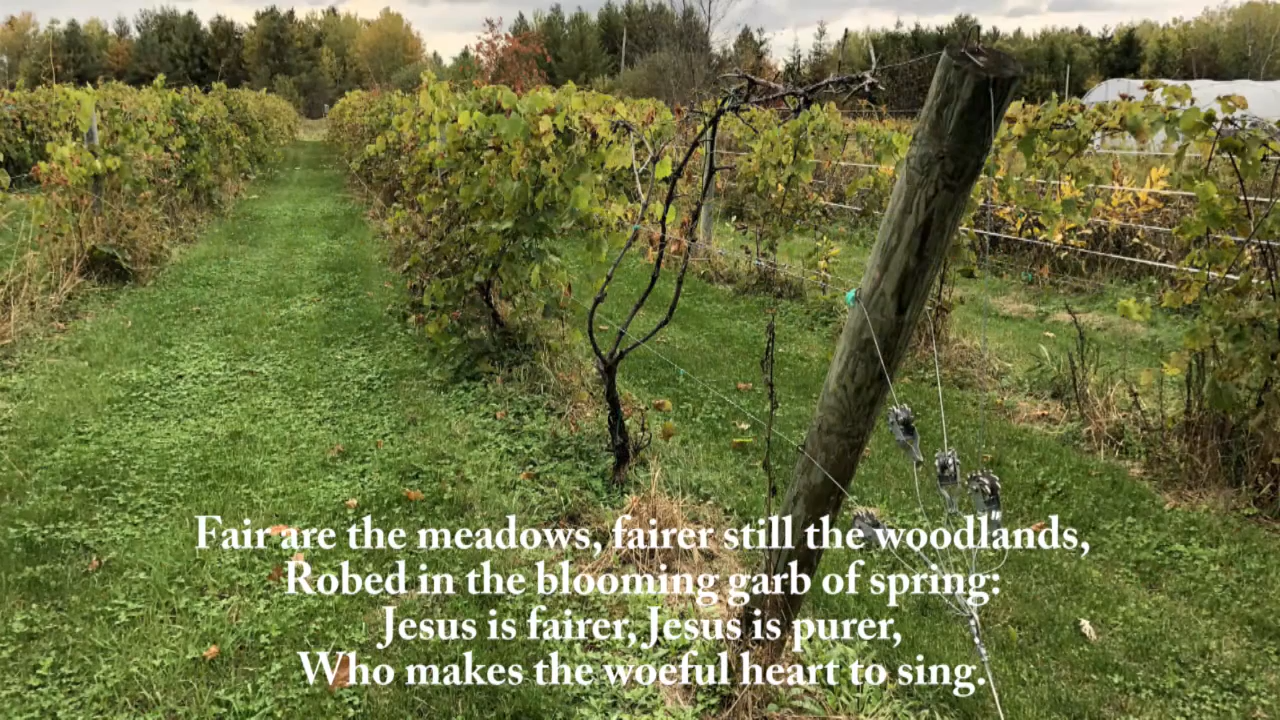 Fair are the meadows, fairer still the woodlands,
Robed in the blooming garb of spring:
Jesus is fairer, Jesus is purer,
Who makes the woeful heart to sing.